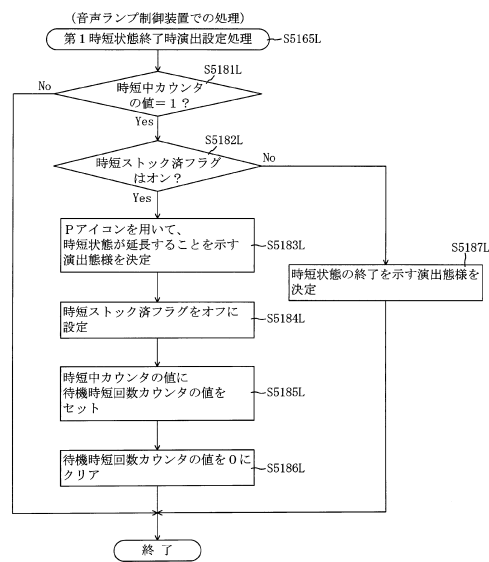 (音声ランプ制御装置での処理)
第1時短状態終了時演出設定処理
S5165L
S5181L
時短中カウンタ
の値=1?
No
Yes
S5182L
時短ストック済フラグ
はオン?
No
Yes
Pアイコンを用いて、
時短状態が延長することを示す
演出態様を決定
S5183L
S5187L
時短状態の終了を示す演出態様を
決定
時短ストック済フラグをオフに
設定
S5184L
時短中カウンタの値に
待機時短回数カウンタの値を
セット
S5185L
待機時短回数カウンタの値を0に
クリア
S5186L
終 了